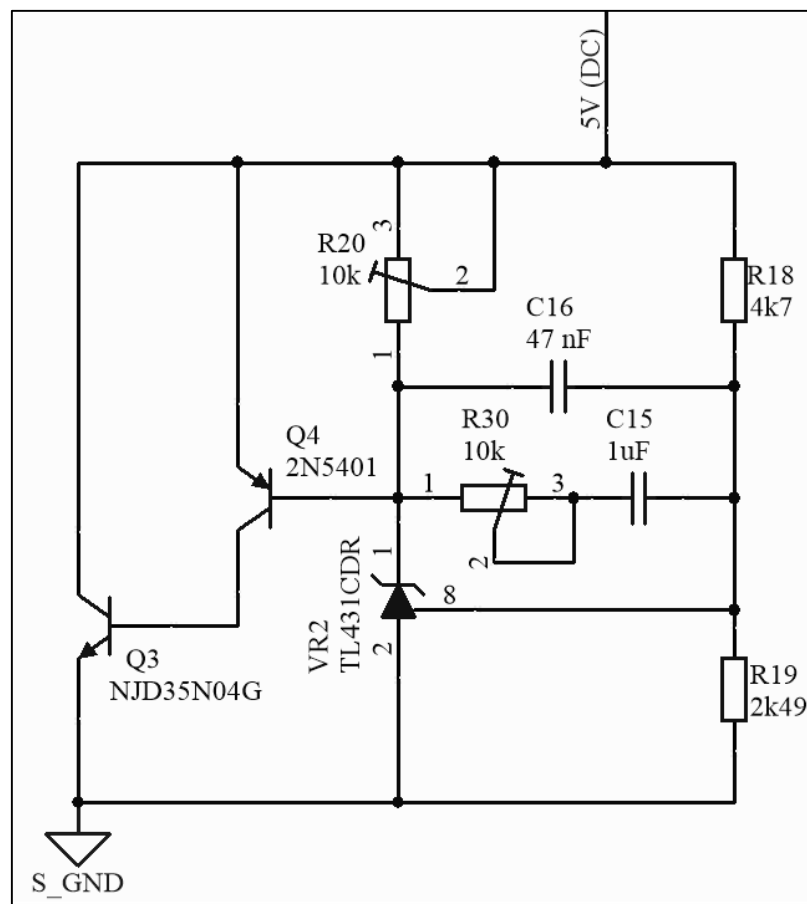 5V (DC)
3
R20
10k
2
1
R18
4k7
C16
47 nF
R30
10k
C15
1uF
Q4
2N5401
1
3
2
1
8
VR2
TL431CDR
2
Q3
NJD35N04G
R19
2k49
S_GND